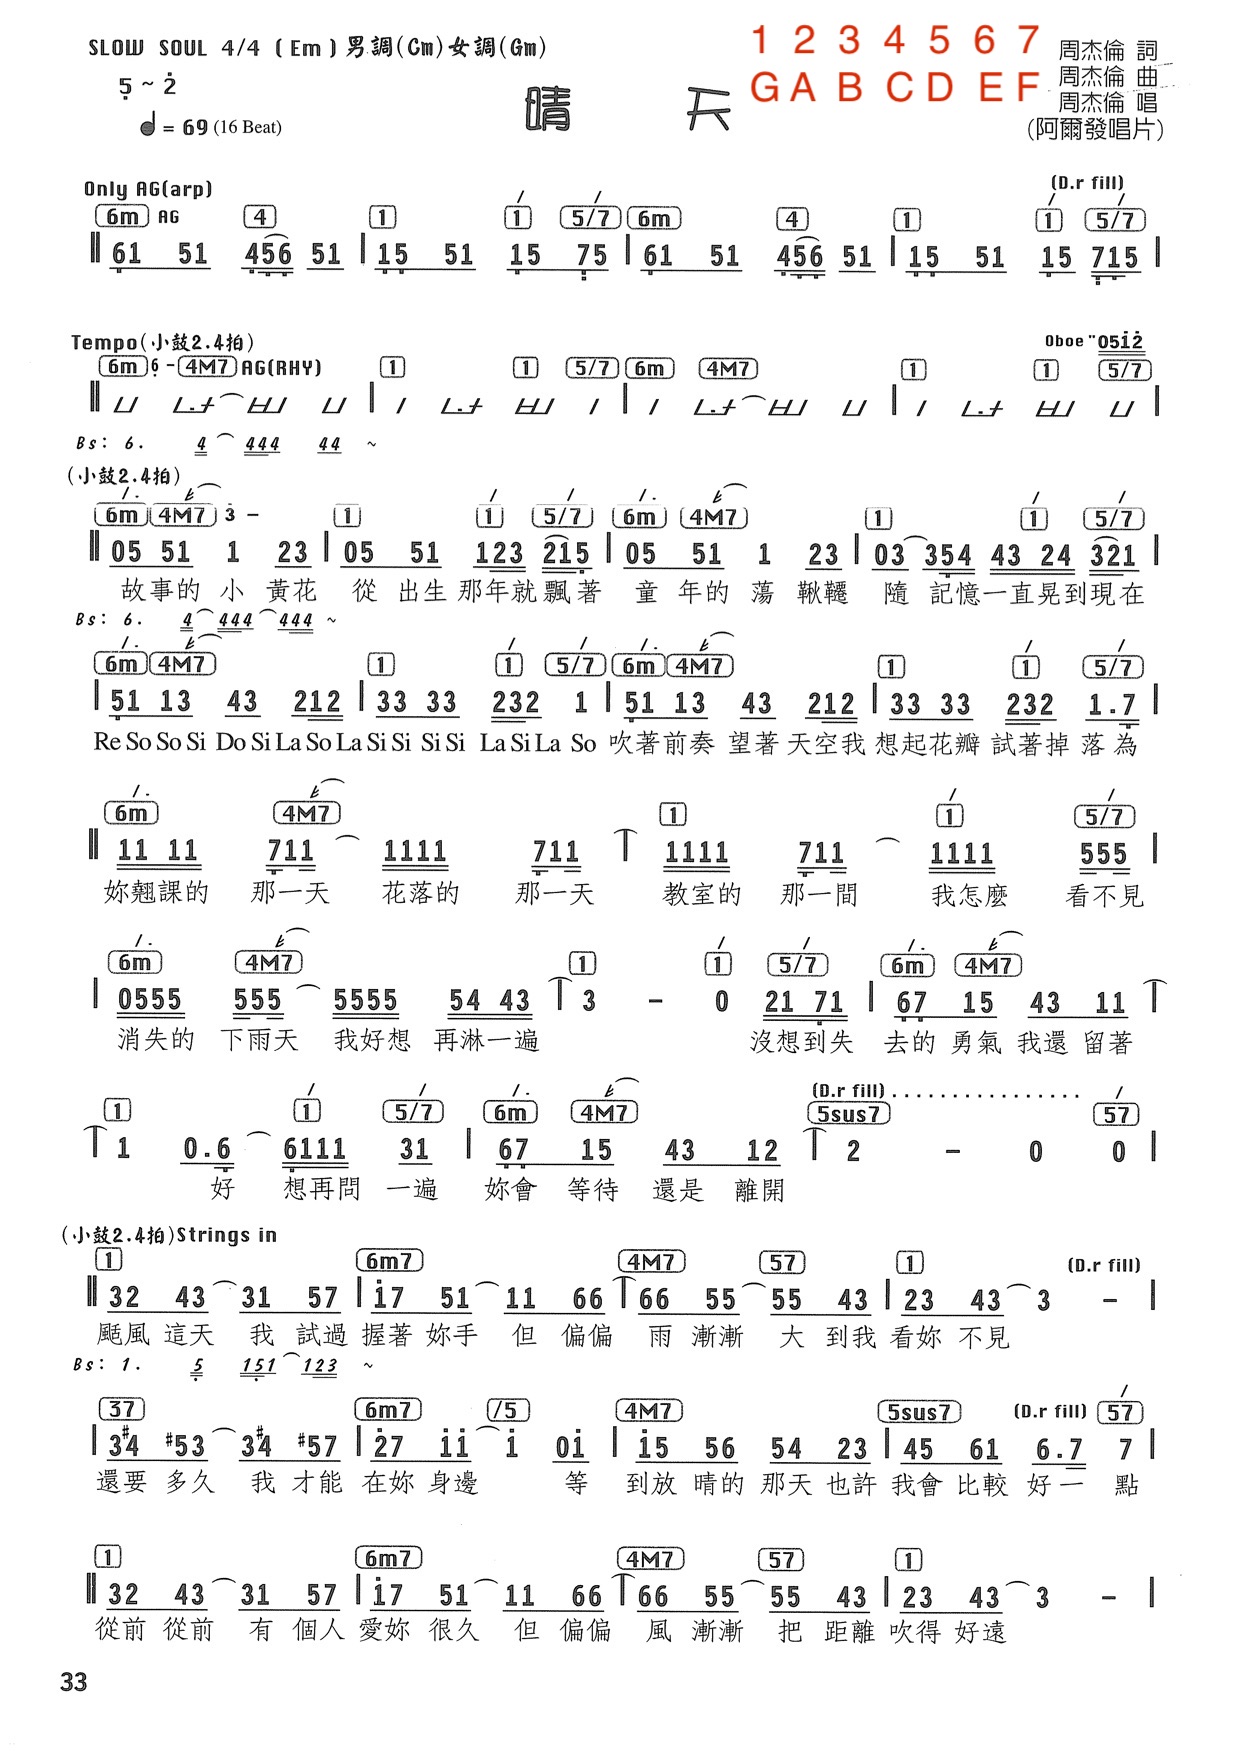 SLOW SOUL 4/4 (Em) 男調(Cm)女調(Gm)
5 ~ 2
= 69 (16 Beat)
晴 天
1 2 3 4 5 6 7
G A B C D E F
周杰倫 詞
周杰倫 曲
周杰倫 唱
(阿爾發唱片)
Only AG(arp)
(D.r fill)
6m AG 4 1 1 5/7 6m 4 1 1 5/7
61 51 456 51 | 15 51 15 75 | 61 51 456 51 | 15 51 15 715 |
Tempo(小鼓2.4拍)
Oboe "0512
6m 6 - 4M7 AG(RHY) 1 1 5/7 6m 4M7 1 1 5/7
Bs: 6. 4 444 44 ~
(小鼓2.4拍)
6m 4M7 3 - 1 1 5/7 6m 4M7 1 1 5/7
05 51 1 23 | 05 51 123 215 | 05 51 1 23 | 03 354 43 24 321 |
故事的 小 黃花 從 出生 那年就飄著 童 年的 蕩 鞦韆 隨 記憶一直晃到現在
Bs: 6. 4 444 444 ~
6m 4M7 1 1 5/7 6m 4M7 1 1 5/7
| 51 13 43 212 | 33 33 232 1 | 51 13 43 212 | 33 33 232 1.7 |
Re So So Si Do Si La So La Si Si Si Si La Si La So 吹著前奏 望著 天空我 想起花瓣 試著掉 落為
6m 4M7 1 1 5/7
11 11 711 1111 711 1111 711 1111 555 |
妳翹課的 那一天 花落的 那一天 教室的 那一間 我怎麼 看不見
6m 4M7 1 1 5/7 6m 4M7
| 0555 555 5555 54 43 3 - 0 21 71 | 67 15 43 11
消失的 下雨天 我好想 再淋一遍 沒想到失 去的 勇氣 我還 留著
(D.r fill)................
1 1 5/7 6m 4M7 5sus7 57
1 0.6 6111 31 | 67 15 43 12 2 - 0 0 |
好 想再問 一遍 妳會 等待 還是 離開
(小鼓2.4拍)Strings in
1 6m7 4M7 57 1 (D.r fill)
32 43 31 57 | 17 51 11 66 66 55 55 43 | 23 43 3 - |
颳風 這天 我 試過 握著 妳手 但 偏偏 雨 漸漸 大 到我 看妳 不見
Bs: 1. 5 151 123 ~
37 6m7 /5 4M7 5sus7 (D.r fill) 57
| 3#4 #53 3#4 #57 | 27 11 1 01 | 15 56 54 23 | 45 61 6.7 7 |
還要 多久 我 才能 在妳 身邊 等 到放 晴的 那天 也許 我會 比較 好一 點
1 6m7 4M7 57 1
32 43 31 57 | 17 51 11 66 66 55 55 43 | 23 43 3 - |
從前 從前 有 個人 愛妳 很久 但 偏偏 風 漸漸 把 距離 吹得 好遠
33